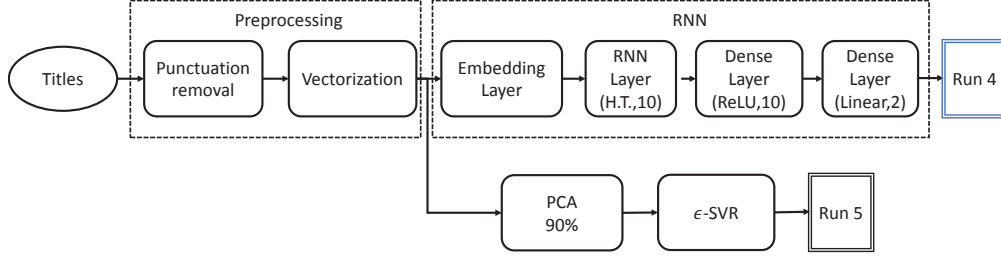 Preprocessing
RNN
Titles
Punctuation
removal
Vectorization
Embedding
Layer
RNN
Layer
(H.T.,10)
Dense
Layer
(ReLU,10)
Dense
Layer
(Linear,2)
Run 4
PCA
90%
ϵ-SVR
Run 5